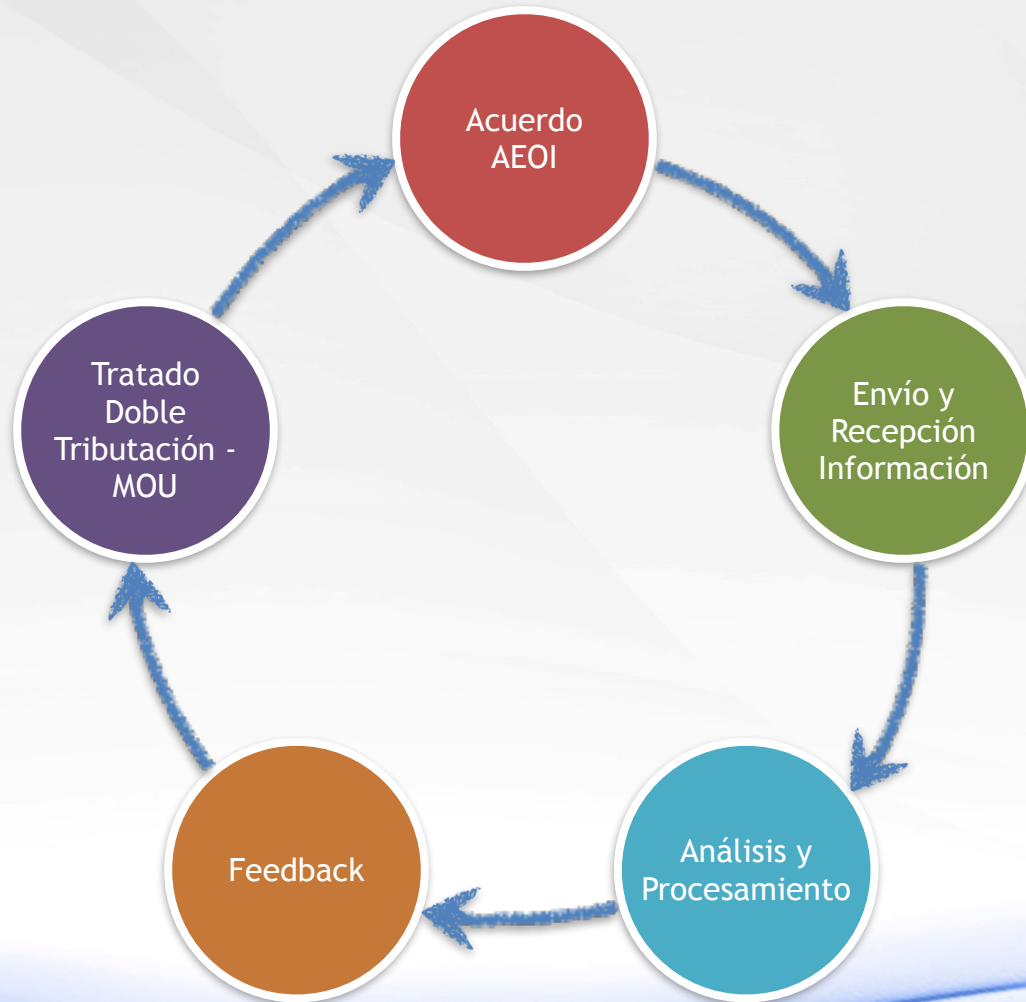 Acuerdo
AEOI
Envío y
Recepción
Información
Análisis y
Procesamiento
Feedback
Tratado
Doble
Tributación -
MOU